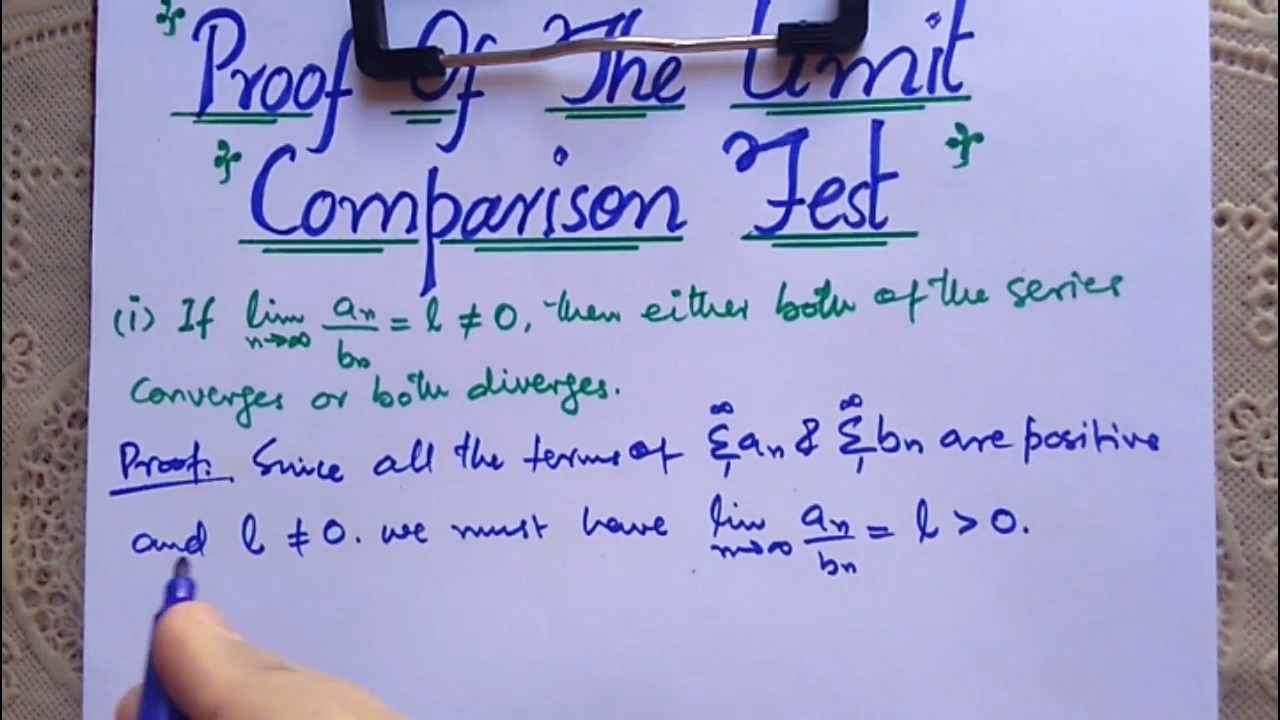 Proof Of The Limit
Comparison Test
(i) If lim n→∞ an/bn = l ≠ 0, then either both of the series
converges or both diverges.
Proof: Since all the terms of ∞Σ1 an & ∞Σ1 bn are positive
and l ≠ 0. we must have lim n→∞ an/bn = l > 0.